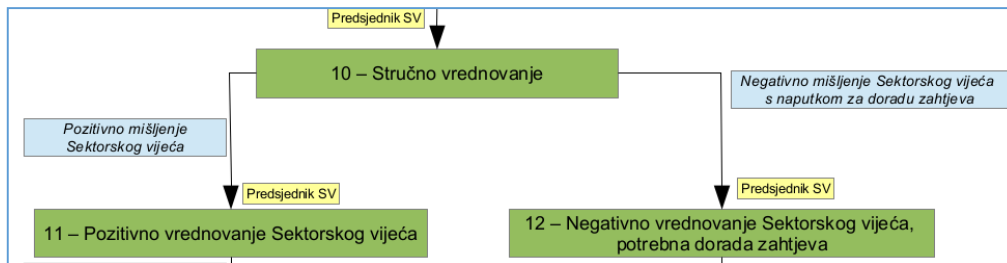 Predsjednik SV
10 – Stručno vrednovanje
Negativno mišljenje Sektorskog vijeća
s naputkom za doradu zahtjeva
Pozitivno mišljenje
Sektorskog vijeća
Predsjednik SV
Predsjednik SV
11 – Pozitivno vrednovanje Sektorskog vijeća
12 – Negativno vrednovanje Sektorskog vijeća,
potrebna dorada zahtjeva